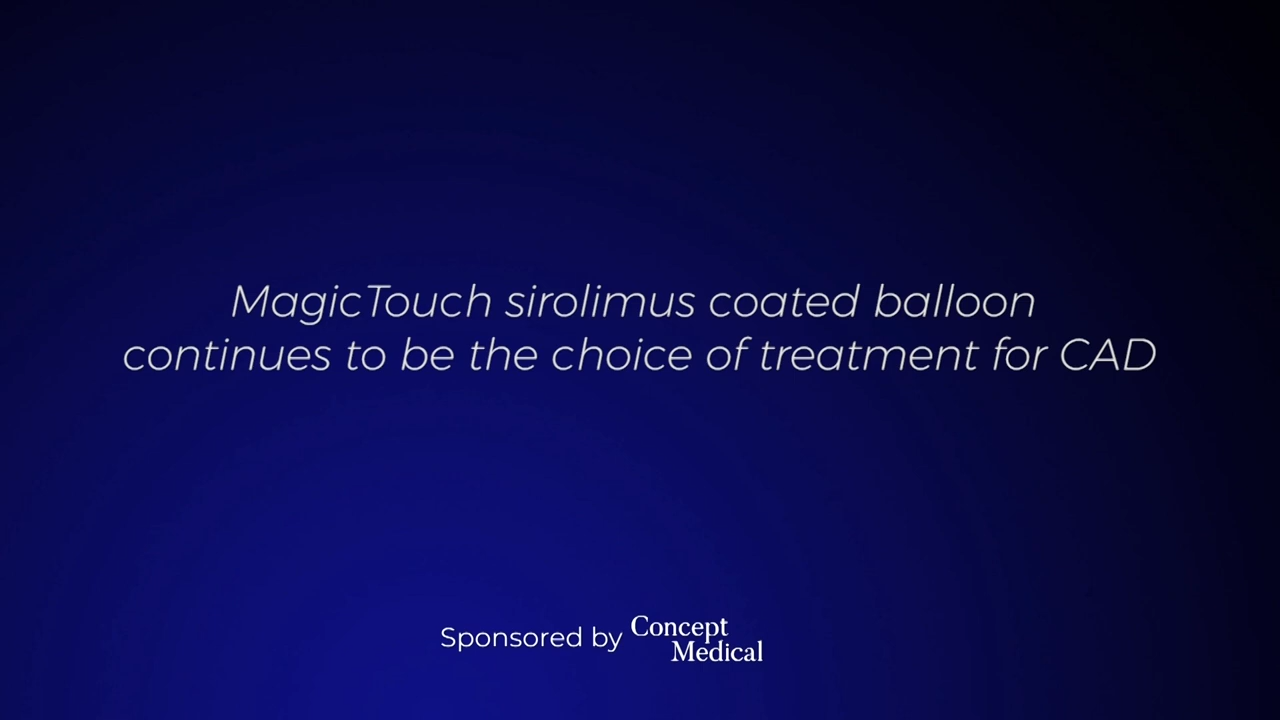 MagicTouch sirolimus coated balloon
continues to be the choice of treatment for CAD
Sponsored by Concept
Medical